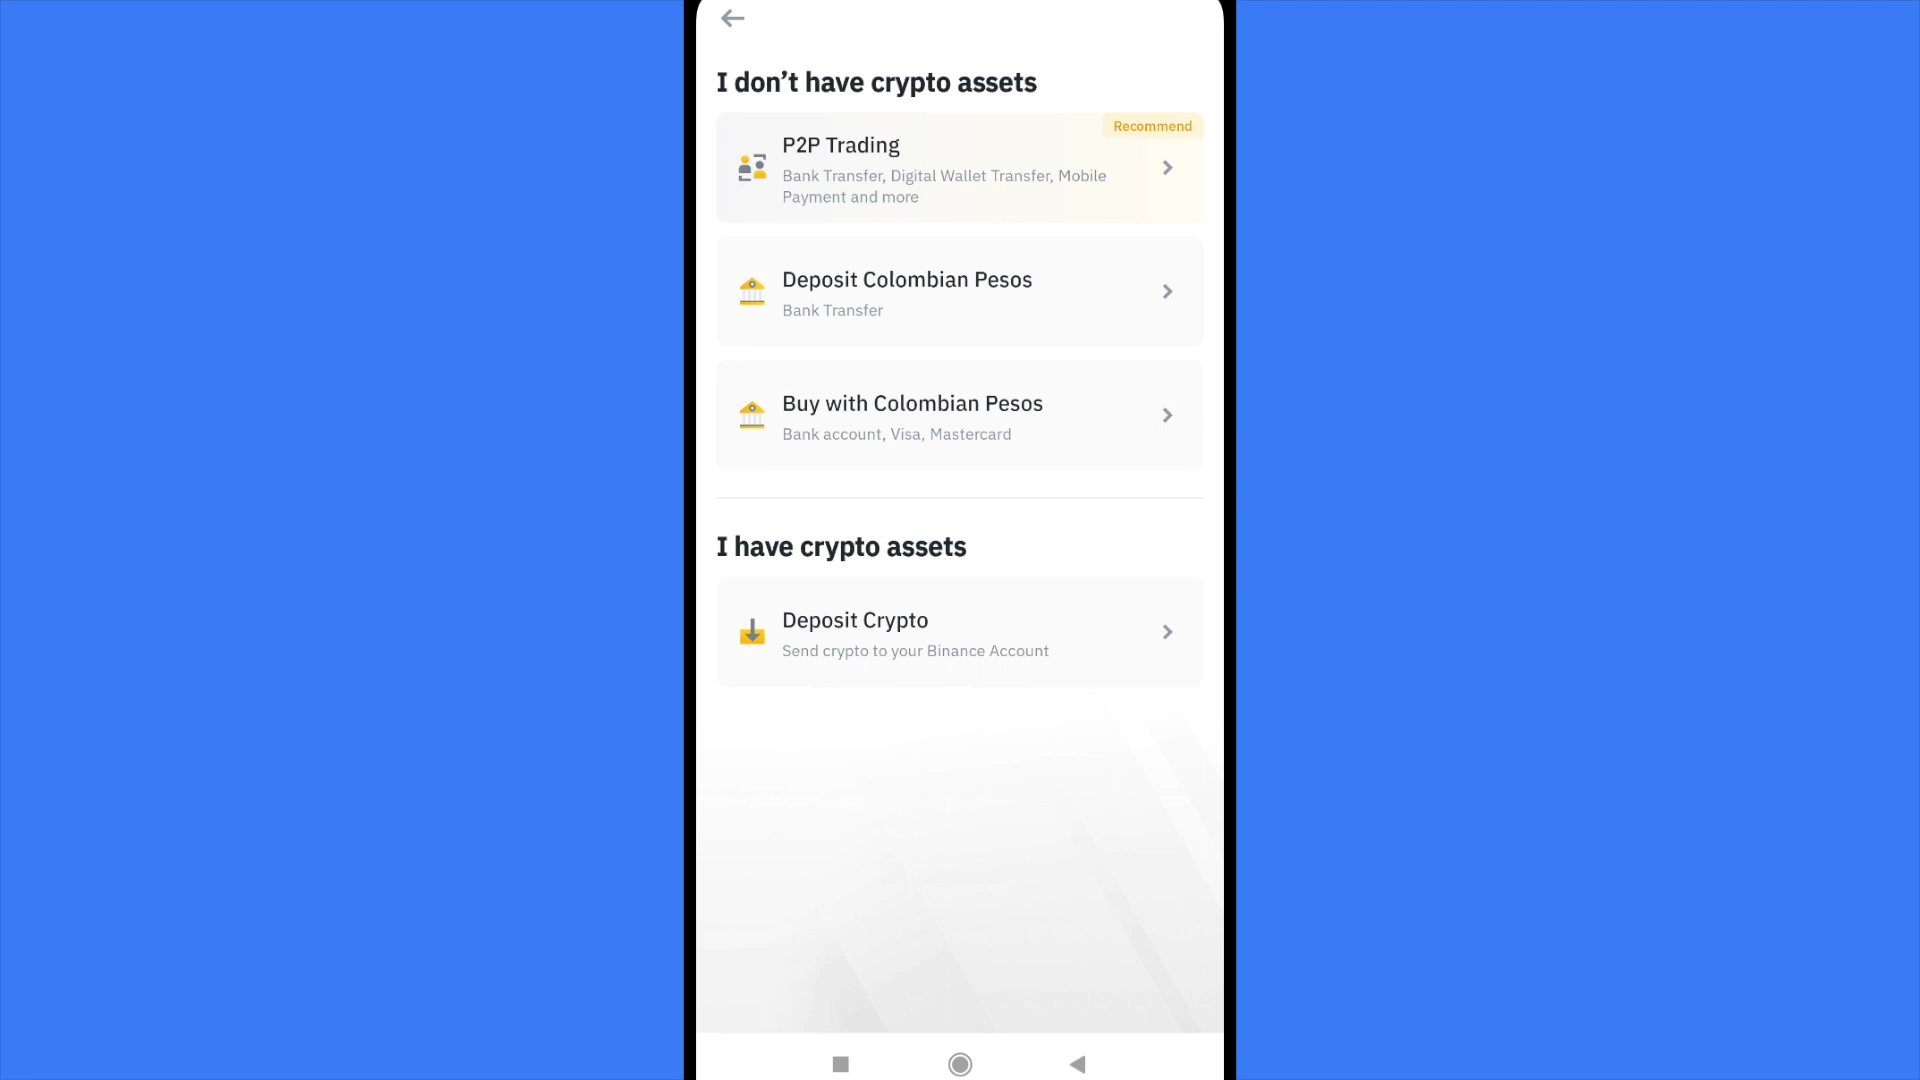 I don’t have crypto assets
Recommend
P2P Trading
Bank Transfer, Digital Wallet Transfer, Mobile
Payment and more
Deposit Colombian Pesos
Bank Transfer
Buy with Colombian Pesos
Bank account, Visa, Mastercard
I have crypto assets
Deposit Crypto
Send crypto to your Binance Account